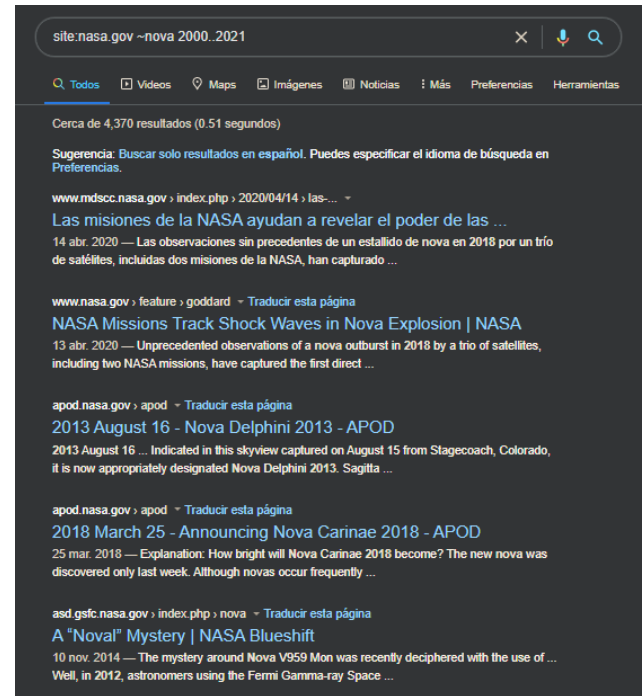 site:nasa.gov ~nova 2000..2021
Todos Videos Maps Imágenes Noticias Más Preferencias Herramientas
Cerca de 4,370 resultados (0.51 segundos)
Sugerencia: Buscar solo resultados en español. Puedes especificar el idioma de búsqueda en
Preferencias.
www.mdscc.nasa.gov › index.php › 2020/04/14 › las-...
Las misiones de la NASA ayudan a revelar el poder de las ...
14 abr. 2020 — Las observaciones sin precedentes de un estallido de nova en 2018 por un trío
de satélites, incluidas dos misiones de la NASA, han capturado ...
www.nasa.gov › feature › goddard Traducir esta página
NASA Missions Track Shock Waves in Nova Explosion | NASA
13 abr. 2020 — Unprecedented observations of a nova outburst in 2018 by a trio of satellites,
including two NASA missions, have captured the first direct ...
apod.nasa.gov › apod Traducir esta página
2013 August 16 - Nova Delphini 2013 - APOD
2013 August 16 ... Indicated in this skyview captured on August 15 from Stagecoach, Colorado,
it is now appropriately designated Nova Delphini 2013. Sagitta ...
apod.nasa.gov › apod Traducir esta página
2018 March 25 - Announcing Nova Carinae 2018 - APOD
25 mar. 2018 — Explanation: How bright will Nova Carinae 2018 become? The new nova was
discovered only last week. Although novas occur frequently ...
asd.gsfc.nasa.gov › index.php › nova Traducir esta página
A “Noval” Mystery | NASA Blueshift
10 nov. 2014 — The mystery around Nova V959 Mon was recently deciphered with the use of ...
Well, in 2012, astronomers using the Fermi Gamma-ray Space ...